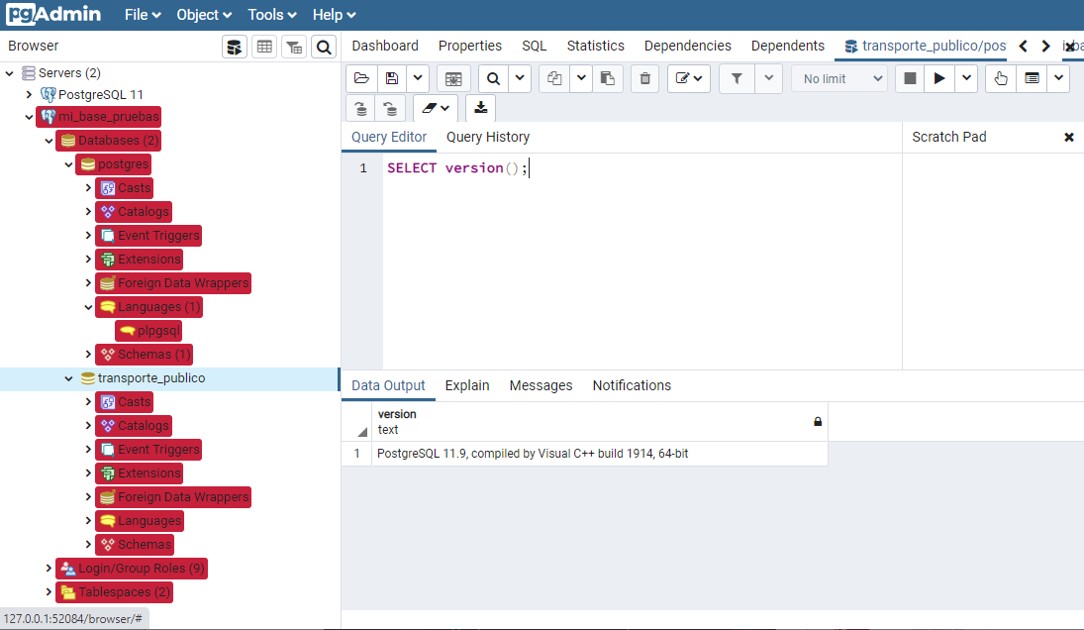 pgAdmin File Object Tools Help
Browser
Dashboard Properties SQL Statistics Dependencies Dependents transporte_publico/pos
No limit
Servers (2)
PostgreSQL 11
mi_base_pruebas
Databases (2)
postgres
Casts
Catalogs
Event Triggers
Extensions
Foreign Data Wrappers
Languages (1)
plpgsql
Schemas (1)
transporte_publico
Casts
Catalogs
Event Triggers
Extensions
Foreign Data Wrappers
Languages
Schemas
Login/Group Roles (9)
Tablespaces (2)
127.0.0.1:52084/browser/#
Query Editor Query History
Scratch Pad
1 SELECT version();
Data Output Explain Messages Notifications
version
text
1 PostgreSQL 11.9, compiled by Visual C++ build 1914, 64-bit